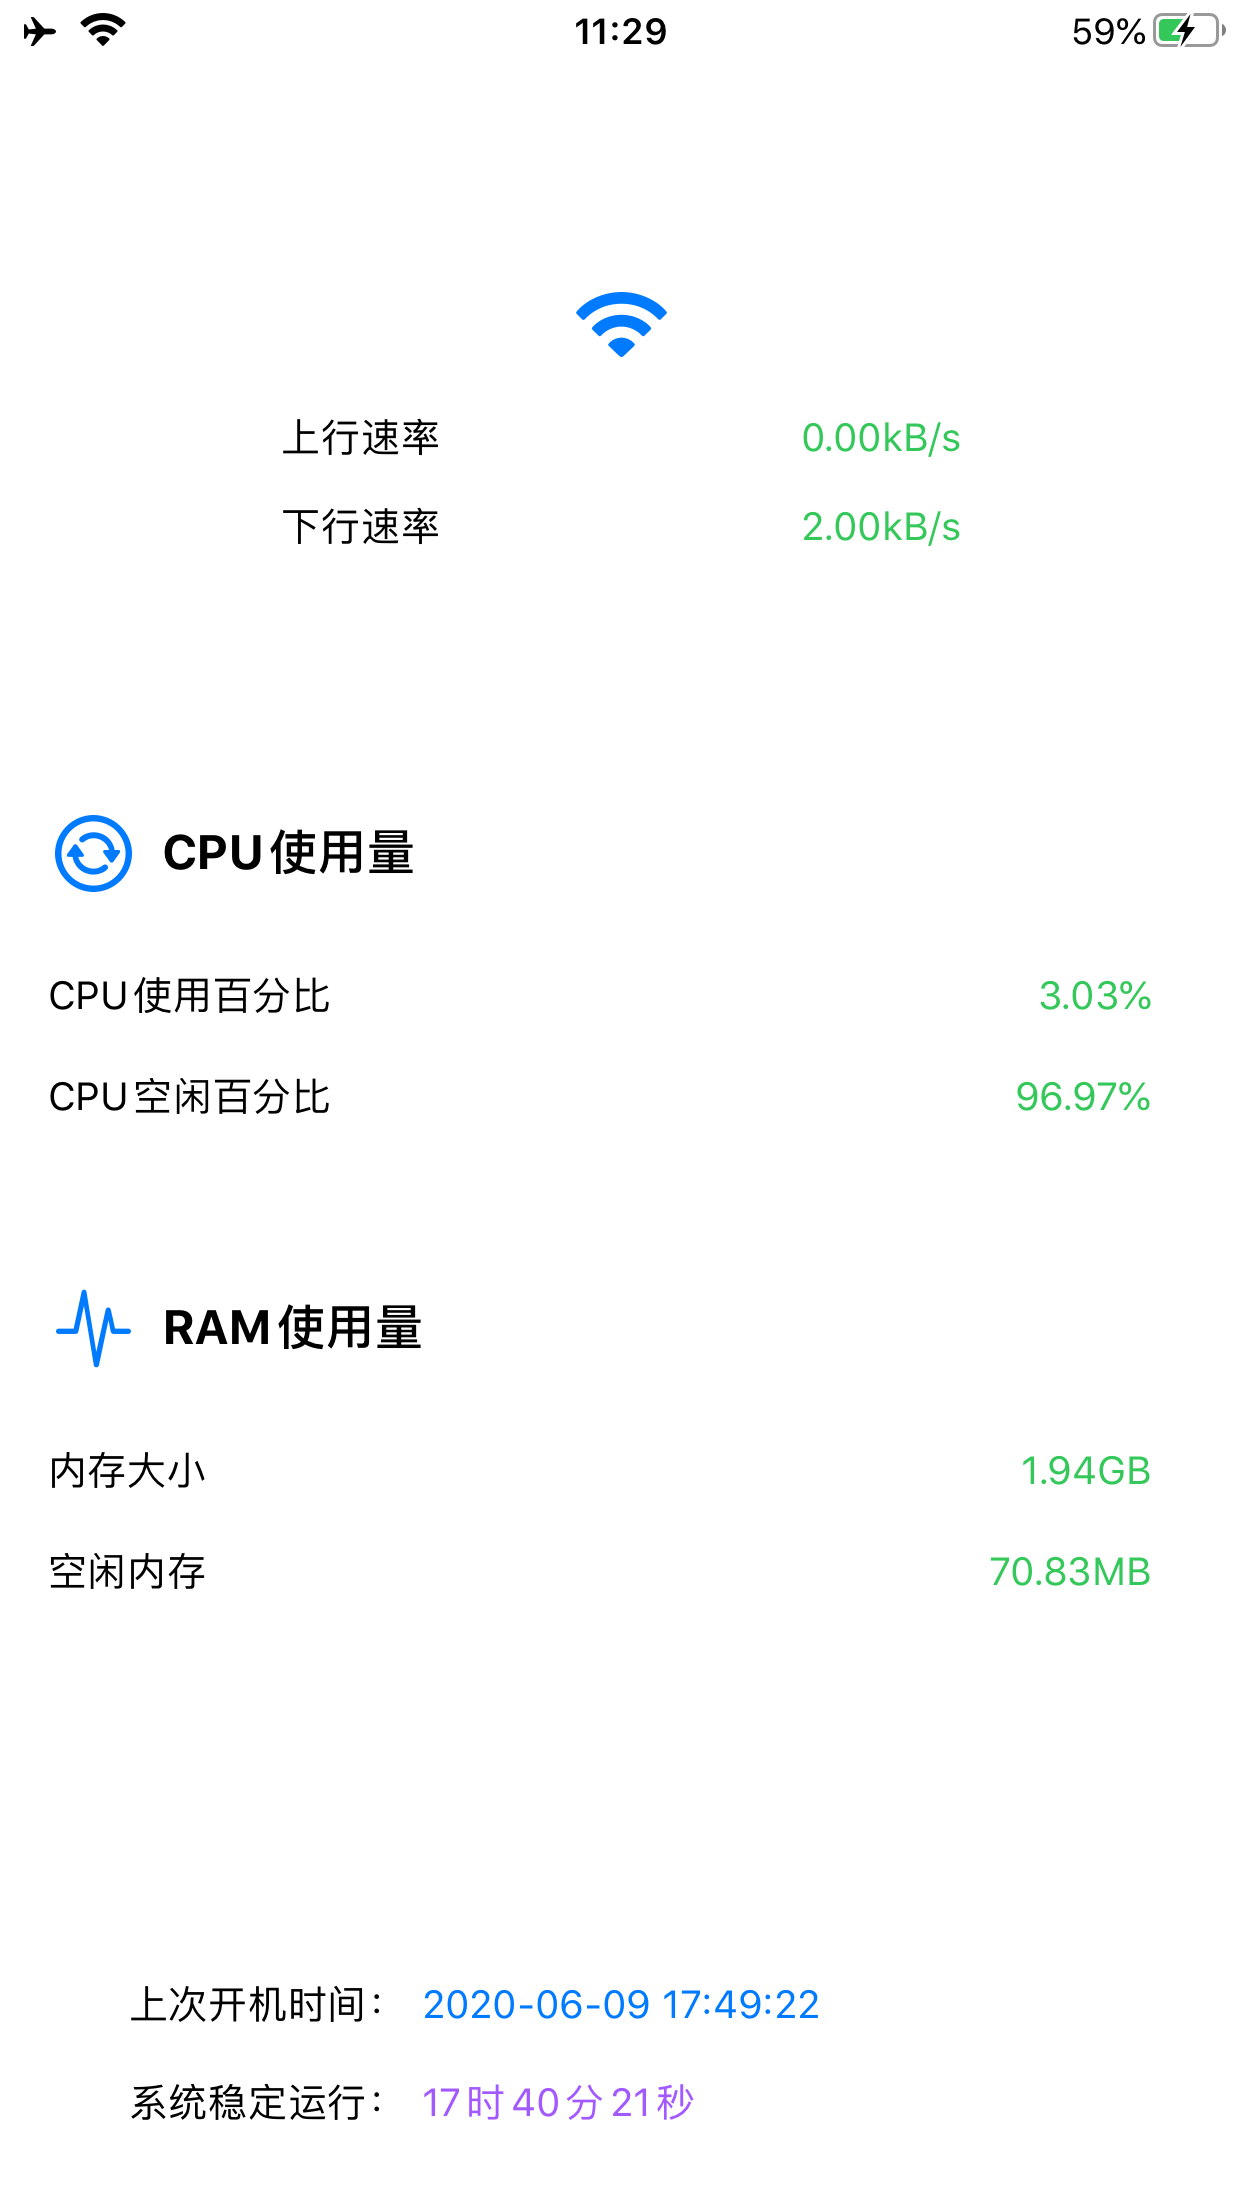 11:29
59%
上行速率 0.00kB/s
下行速率 2.00kB/s
CPU使用量
CPU使用百分比 3.03%
CPU空闲百分比 96.97%
RAM使用量
内存大小 1.94GB
空闲内存 70.83MB
上次开机时间： 2020-06-09 17:49:22
系统稳定运行： 17时40分21秒